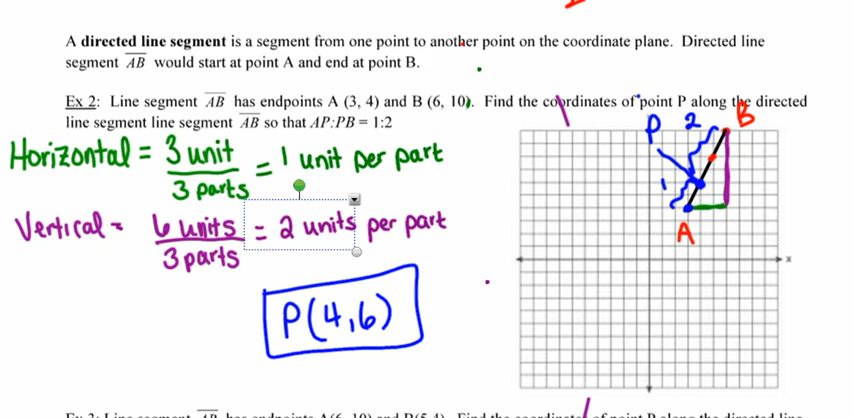 A directed line segment is a segment from one point to another point on the coordinate plane. Directed line
segment AB would start at point A and end at point B.
Ex 2: Line segment AB has endpoints A (3, 4) and B (6, 10). Find the coordinates of point P along the directed
line segment line segment AB so that AP:PB = 1:2
Horizontal = 3 unit / 3 parts = 1 unit per part
Vertical = 6 units / 3 parts = 2 units per part
P(4,6)
P 2 B
1
A
x